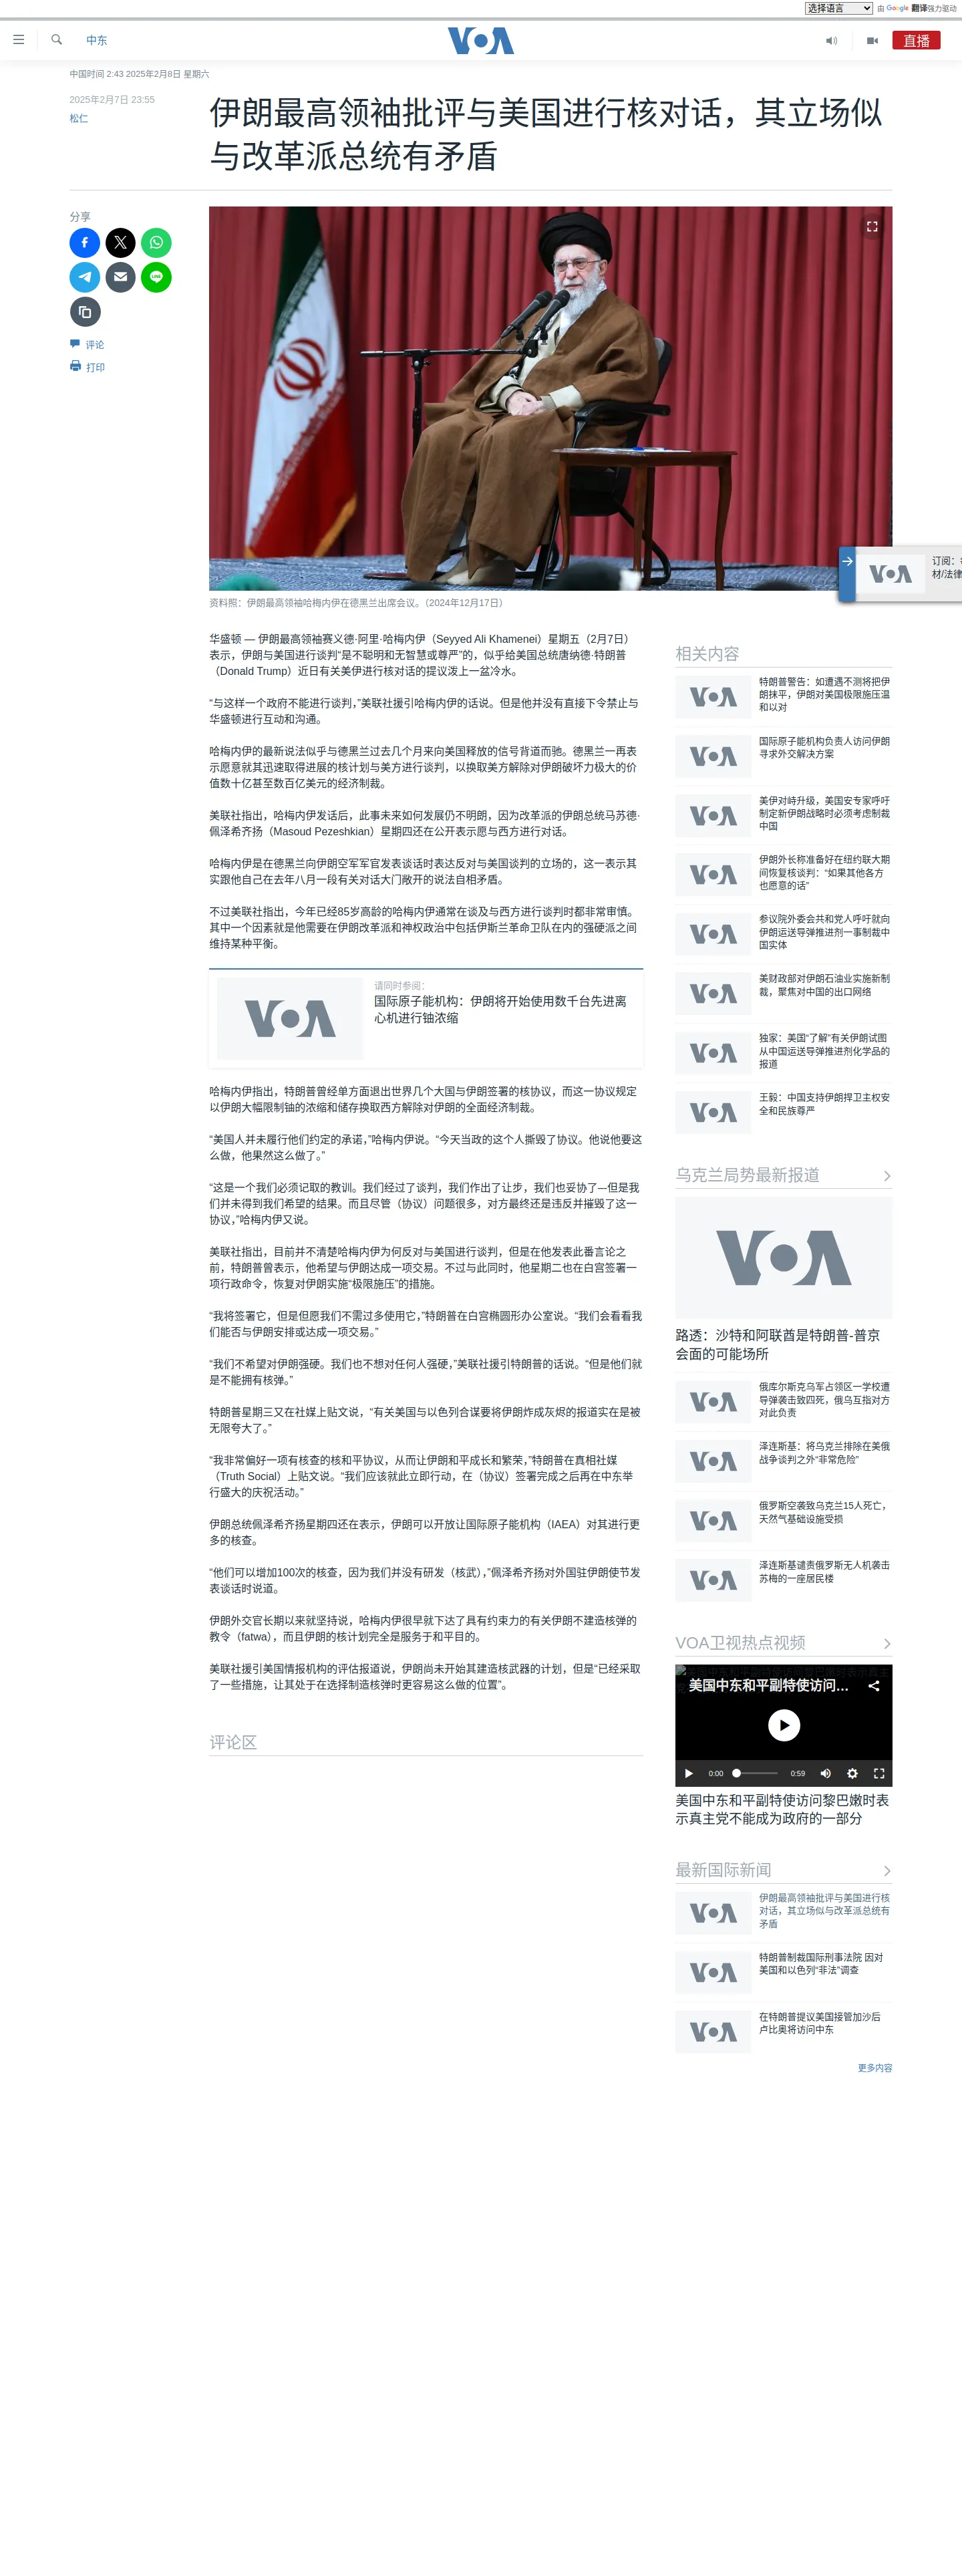 选择语言 由 Google 翻译强力驱动
中东
VOA
直播
中国时间 2:43 2025年2月8日 星期六
2025年2月7日 23:55
松仁
伊朗最高领袖批评与美国进行核对话，其立场似
与改革派总统有矛盾
分享
评论
打印
订阅：
材/法律
VOA
资料照：伊朗最高领袖哈梅内伊在德黑兰出席会议。（2024年12月17日）
华盛顿 — 伊朗最高领袖赛义德·阿里·哈梅内伊（Seyyed Ali Khamenei）星期五（2月7日）
表示，伊朗与美国进行谈判“是不聪明和无智慧或尊严”的，似乎给美国总统唐纳德·特朗普
（Donald Trump）近日有关美伊进行核对话的提议泼上一盆冷水。
“与这样一个政府不能进行谈判，”美联社援引哈梅内伊的话说。但是他并没有直接下令禁止与
华盛顿进行互动和沟通。
哈梅内伊的最新说法似乎与德黑兰过去几个月来向美国释放的信号背道而驰。德黑兰一再表
示愿意就其迅速取得进展的核计划与美方进行谈判，以换取美方解除对伊朗破坏力极大的价
值数十亿甚至数百亿美元的经济制裁。
美联社指出，哈梅内伊发话后，此事未来如何发展仍不明朗，因为改革派的伊朗总统马苏德·
佩泽希齐扬（Masoud Pezeshkian）星期四还在公开表示愿与西方进行对话。
哈梅内伊是在德黑兰向伊朗空军军官发表谈话时表达反对与美国谈判的立场的，这一表示其
实跟他自己在去年八月一段有关对话大门敞开的说法自相矛盾。
不过美联社指出，今年已经85岁高龄的哈梅内伊通常在谈及与西方进行谈判时都非常审慎。
其中一个因素就是他需在伊朗改革派和神权政治中包括伊斯兰革命卫队在内的强硬派之间
维持某种平衡。
VOA
请同时参阅：
国际原子能机构：伊朗将开始使用数千台先进离
心机进行铀浓缩
哈梅内伊指出，特朗普曾经单方面退出世界几个大国与伊朗签署的核协议，而这一协议规定
以伊朗大幅限制铀的浓缩和储存换取西方解除对伊朗的全面经济制裁。
“美国人并未履行他们约定的承诺，”哈梅内伊说。“今天当政的这个人撕毁了协议。他说他要这
么做，他果然这么做了。”
“这是一个我们必须记取的教训。我们经过了谈判，我们作出了让步，我们也妥协了—但是我
们并未得到我们希望的结果。而且尽管（协议）问题很多，对方最终还是违反并摧毁了这一
协议，”哈梅内伊又说。
美联社指出，目前并不清楚哈梅内伊为何反对与美国进行谈判，但是在他发表此番言论之
前，特朗普曾表示，他希望与伊朗达成一项交易。不过与此同时，他星期二也在白宫签署一
项行政命令，恢复对伊朗实施“极限施压”的措施。
“我将签署它，但是但愿我们不需过多使用它，”特朗普在白宫椭圆形办公室说。“我们会看看我
们能否与伊朗安排或达成一项交易。”
“我们不希望对伊朗强硬。我们也不想对任何人强硬，”美联社援引特朗普的话说。“但是他们就
是不能拥有核弹。”
特朗普星期三又在社媒上贴文说，“有关美国与以色列合谋要将伊朗炸成灰烬的报道实在是被
无限夸大了。”
“我非常偏好一项有核查的核和平协议，从而让伊朗和平成长和繁荣，”特朗普在真相社媒
（Truth Social）上贴文说。“我们应该就此立即行动，在（协议）签署完成之后再在中东举
行盛大的庆祝活动。”
伊朗总统佩泽希齐扬星期四还在表示，伊朗可以开放让国际原子能机构（IAEA）对其进行更
多的核查。
“他们可以增加100次的核查，因为我们并没有研发（核武），”佩泽希齐扬对外国驻伊朗使节发
表谈话时说道。
伊朗外交官长期以来就坚持说，哈梅内伊很早就下达了具有约束力的有关伊朗不建造核弹的
教令（fatwa），而且伊朗的核计划完全是服务于和平目的。
美联社援引美国情报机构的评估报道说，伊朗尚未开始其建造核武器的计划，但是“已经采取
了一些措施，让其处于在选择制造核弹时更容易这么做的位置”。
评论区
相关内容
VOA
特朗普警告：如遭遇不测将把伊
朗抹平，伊朗对美国极限施压温
和以对
VOA
国际原子能机构负责人访问伊朗
寻求外交解决方案
VOA
美伊对峙升级，美国安专家呼吁
制定新伊朗战略时必须考虑制裁
中国
VOA
伊朗外长称准备好在纽约联大期
间恢复核谈判：“如果其他各方
也愿意的话”
VOA
参议院外委会共和党人呼吁就向
伊朗运送导弹推进剂一事制裁中
国实体
VOA
美财政部对伊朗石油业实施新制
裁，聚焦对中国的出口网络
VOA
独家：美国“了解”有关伊朗试图
从中国运送导弹推进剂化学品的
报道
VOA
王毅：中国支持伊朗捍卫主权安
全和民族尊严
乌克兰局势最新报道
VOA
路透：沙特和阿联酋是特朗普-普京
会面的可能场所
VOA
俄库尔斯克乌军占领区一学校遭
导弹袭击致四死，俄乌互指对方
对此负责
VOA
泽连斯基：将乌克兰排除在美俄
战争谈判之外“非常危险”
VOA
俄罗斯空袭致乌克兰15人死亡，
天然气基础设施受损
VOA
泽连斯基谴责俄罗斯无人机袭击
苏梅的一座居民楼
VOA卫视热点视频
美国中东和平副特使访问...
0:00 0:59
美国中东和平副特使访问黎巴嫩时表
示真主党不能成为政府的一部分
最新国际新闻
VOA
伊朗最高领袖批评与美国进行核
对话，其立场似与改革派总统有
矛盾
VOA
特朗普制裁国际刑事法院 因对
美国和以色列“非法”调查
VOA
在特朗普提议美国接管加沙后
卢比奥将访问中东
更多内容